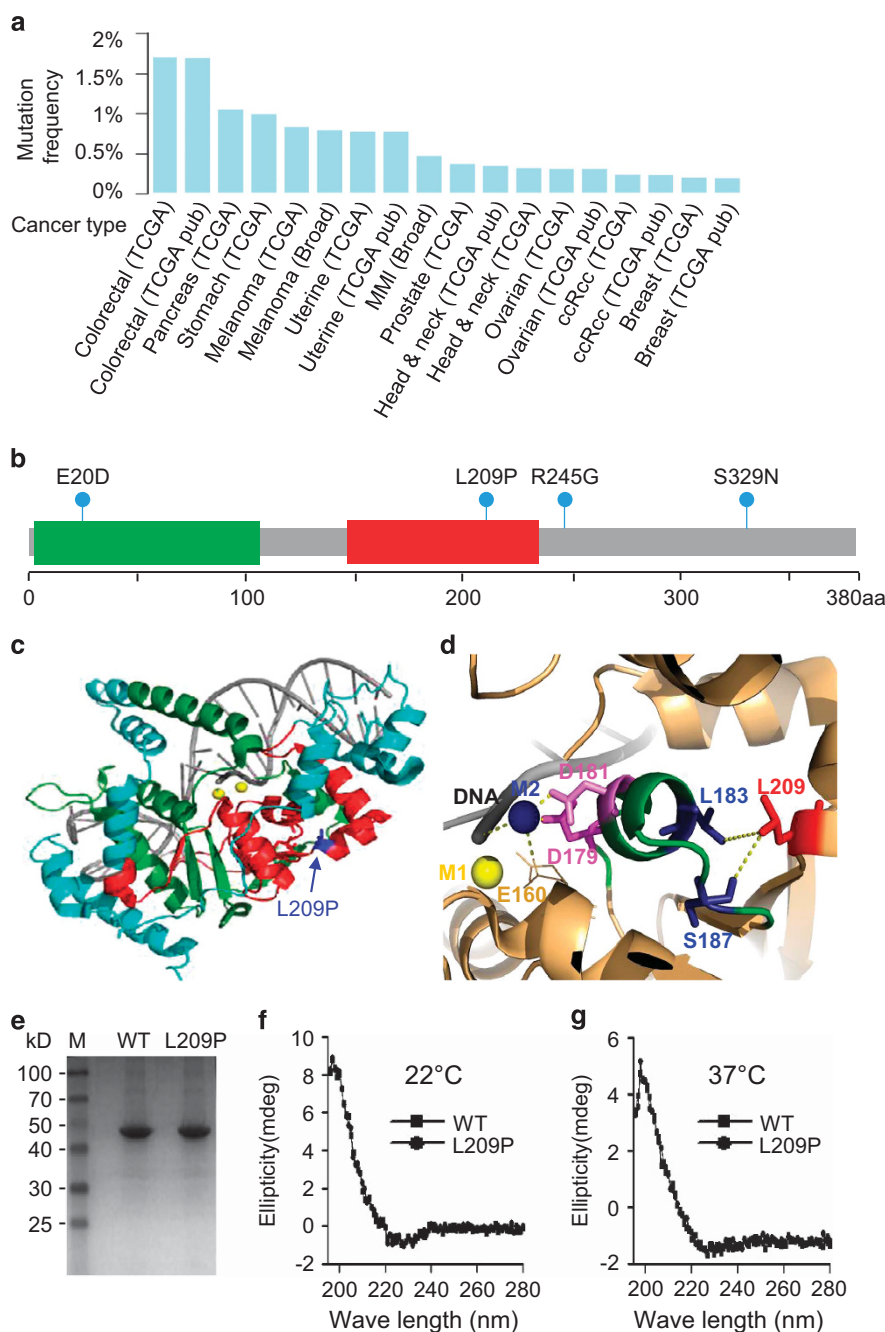 a
2%
1.5%
1%
0.5%
0%
Mutation
frequency
Cancer type
Colorectal (TCGA)
Colorectal (TCGA pub)
Pancreas (TCGA)
Stomach (TCGA)
Melanoma (TCGA)
Melanoma (Broad)
Uterine (TCGA)
Uterine (TCGA pub)
MMI (Broad)
Prostate (TCGA)
Head & neck (TCGA pub)
Head & neck (TCGA)
Ovarian (TCGA)
Ovarian (TCGA pub)
ccRcc (TCGA)
ccRcc (TCGA pub)
Breast (TCGA)
Breast (TCGA pub)
b
E20D L209P R245G S329N
0 100 200 300 380aa
c
L209P
d
D181
M2
DNA
L183
L209
D179
M1
E160
S187
e
kD M WT L209P
100
70
50
40
30
25
f
10
8
6
4
2
0
-2
Ellipticity(mdeg)
22°C
WT
L209P
200 220 240 260 280
Wave length (nm)
g
6
4
2
0
-2
Ellipticity(mdeg)
37°C
WT
L209P
200 220 240 260 280
Wave length (nm)